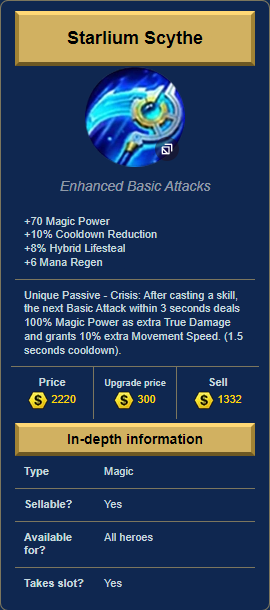 Starlium Scythe
Enhanced Basic Attacks
+70 Magic Power
+10% Cooldown Reduction
+8% Hybrid Lifesteal
+6 Mana Regen
Unique Passive - Crisis: After casting a skill,
the next Basic Attack within 3 seconds deals
100% Magic Power as extra True Damage
and grants 10% extra Movement Speed. (1.5
seconds cooldown).
Price Upgrade price Sell
2220 300 1332
In-depth information
Type Magic
Sellable? Yes
Available All heroes
for?
Takes slot? Yes